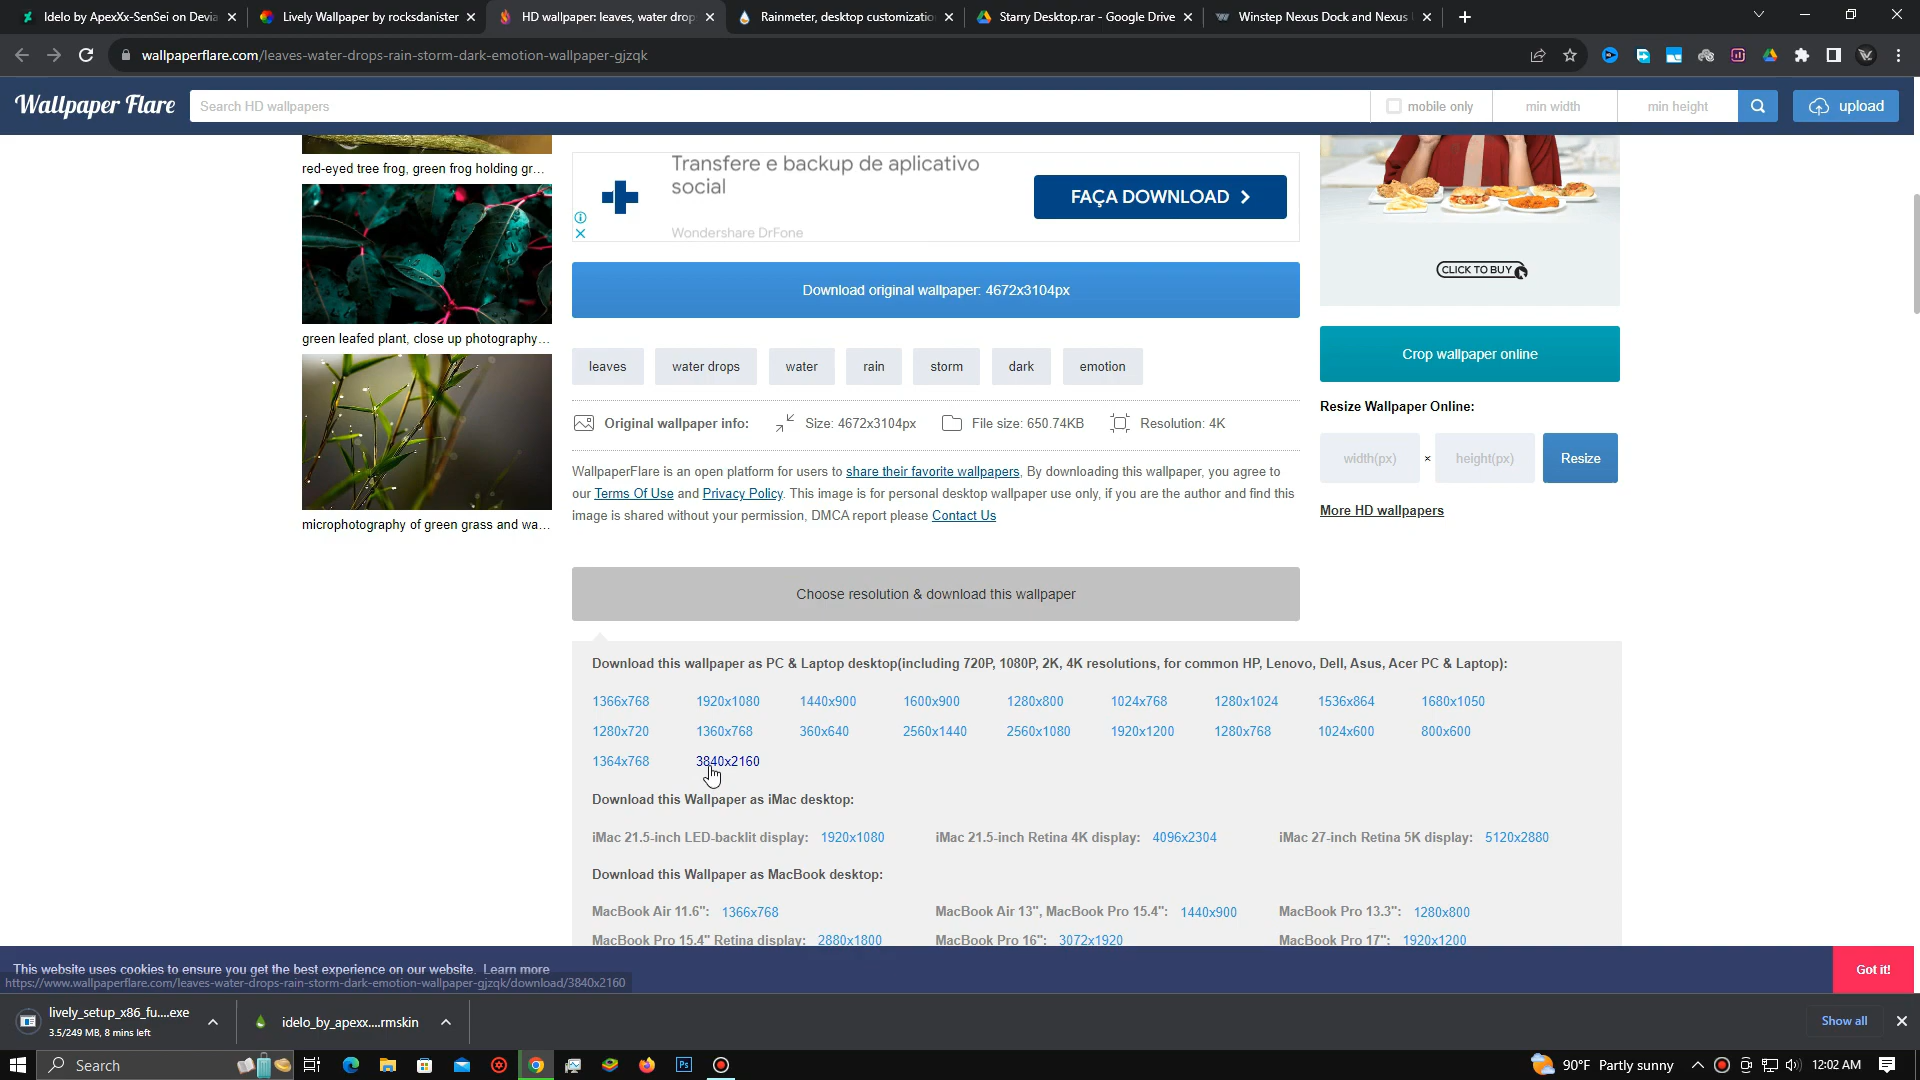 Idelo by ApexXx-SenSei on Devia
Lively Wallpaper by rocksdanister
HD wallpaper: leaves, water drop
Rainmeter, desktop customizatio
Starry Desktop.rar - Google Drive
Winstep Nexus Dock and Nexus
wallpaperflare.com/leaves-water-drops-rain-storm-dark-emotion-wallpaper-gjzqk
Wallpaper Flare
Search HD wallpapers
mobile only
min width
min height
upload
red-eyed tree frog, green frog holding gr...
green leafed plant, close up photography...
microphotography of green grass and wa...
Transfere e backup de aplicativo
social
Wondershare DrFone
FAÇA DOWNLOAD
Download original wallpaper: 4672x3104px
leaves water drops water rain storm dark emotion
Original wallpaper info: Size: 4672x3104px File size: 650.74KB Resolution: 4K
WallpaperFlare is an open platform for users to share their favorite wallpapers. By downloading this wallpaper, you agree to
our Terms Of Use and Privacy Policy. This image is for personal desktop wallpaper use only, if you are the author and find this
image is shared without your permission, DMCA report please Contact Us
CLICK TO BUY
Crop wallpaper online
Resize Wallpaper Online:
width(px) × height(px) Resize
More HD wallpapers
Choose resolution & download this wallpaper
Download this wallpaper as PC & Laptop desktop(including 720P, 1080P, 2K, 4K resolutions, for common HP, Lenovo, Dell, Asus, Acer PC & Laptop):
1366x768 1920x1080 1440x900 1600x900 1280x800 1024x768 1280x1024 1536x864 1680x1050
1280x720 1360x768 360x640 2560x1440 2560x1080 1920x1200 1280x768 1024x600 800x600
1364x768 3840x2160
Download this Wallpaper as iMac desktop:
iMac 21.5-inch LED-backlit display: 1920x1080 iMac 21.5-inch Retina 4K display: 4096x2304 iMac 27-inch Retina 5K display: 5120x2880
Download this Wallpaper as MacBook desktop:
MacBook Air 11.6": 1366x768 MacBook Air 13", MacBook Pro 15.4": 1440x900 MacBook Pro 13.3": 1280x800
MacBook Pro 15.4" Retina display: 2880x1800 MacBook Pro 16": 3072x1920 MacBook Pro 17": 1920x1200
This website uses cookies to ensure you get the best experience on our website. Learn more
Got it!
https://www.wallpaperflare.com/leaves-water-drops-rain-storm-dark-emotion-wallpaper-gjzqk/download/3840x2160
lively_setup_x86_fu....exe
3.5/249 MB, 8 mins left
idelo_by_apexx....rmskin
Show all
Search
Ps
90°F Partly sunny
12:02 AM